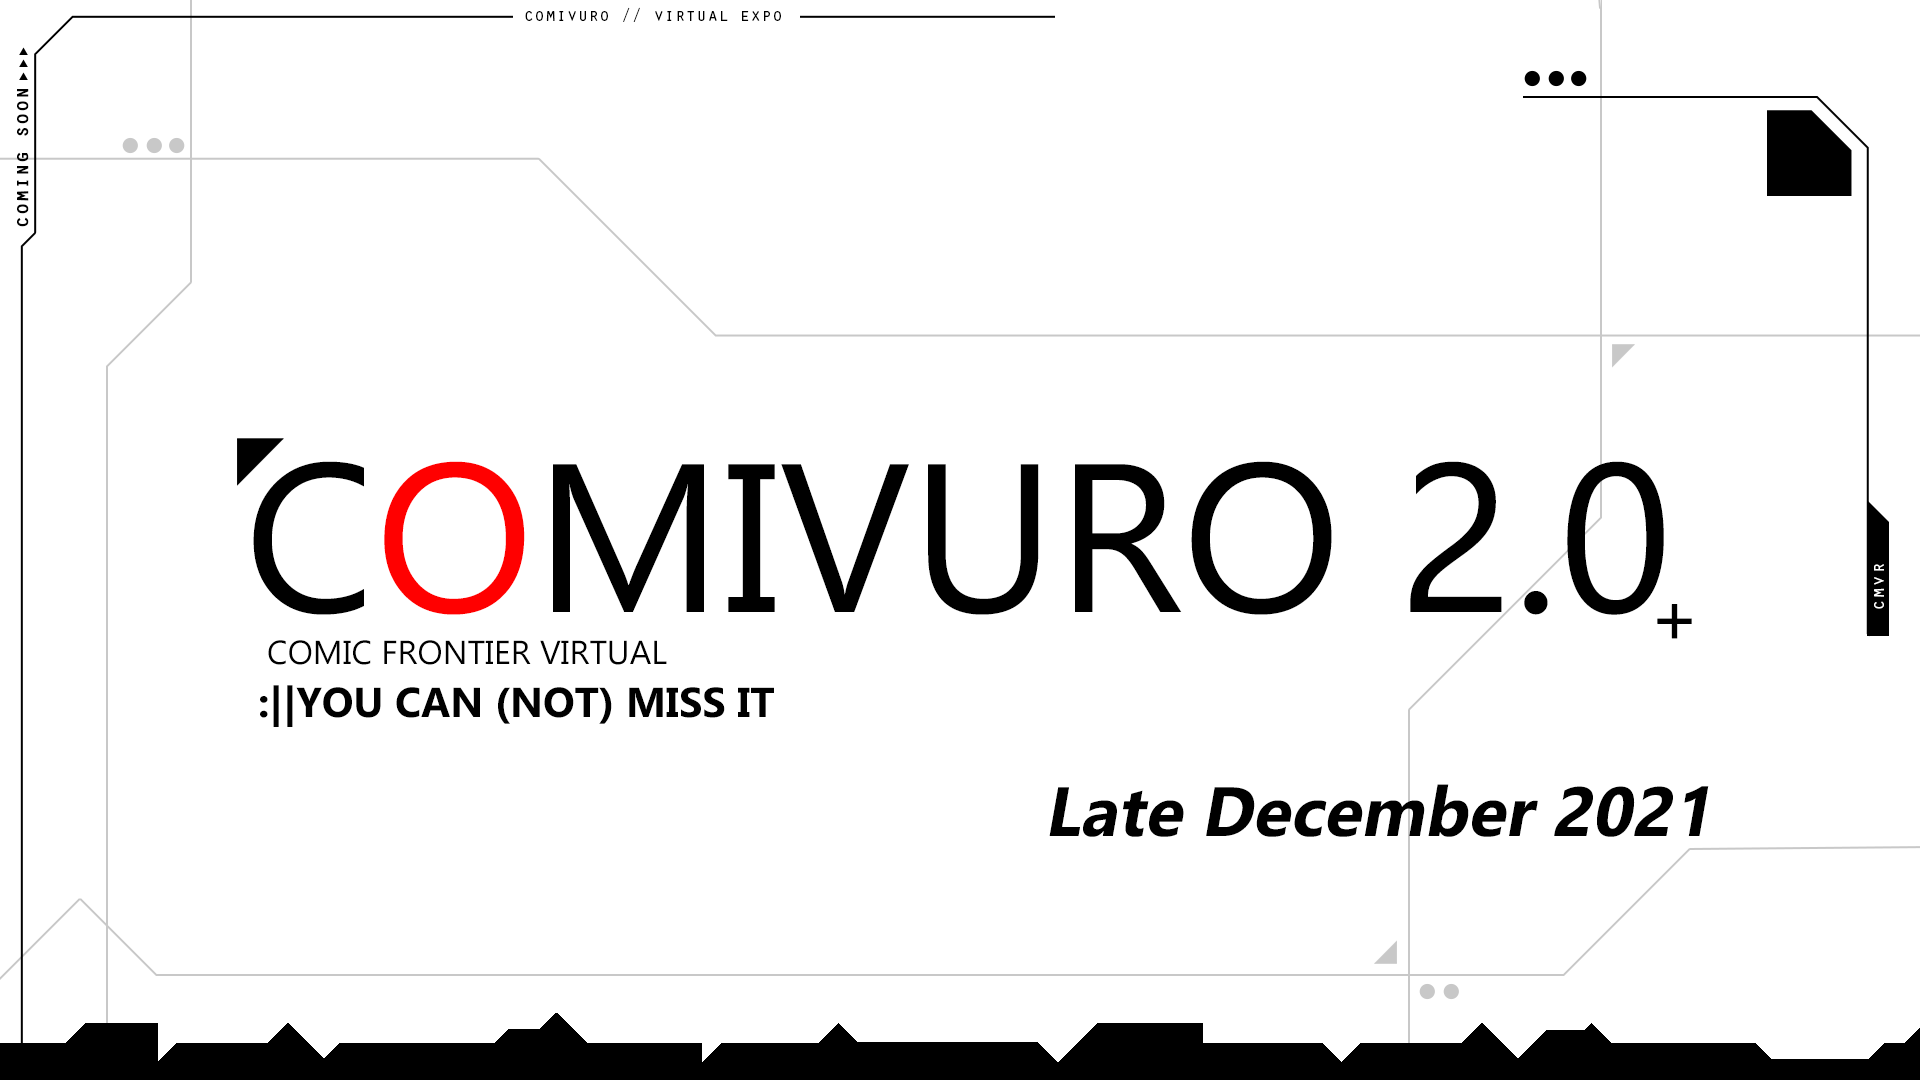 COMIVURO // VIRTUAL EXPO
COMING SOON
COMIVURO 2.0+
COMIC FRONTIER VIRTUAL
:||YOU CAN (NOT) MISS IT
CMVR
Late December 2021